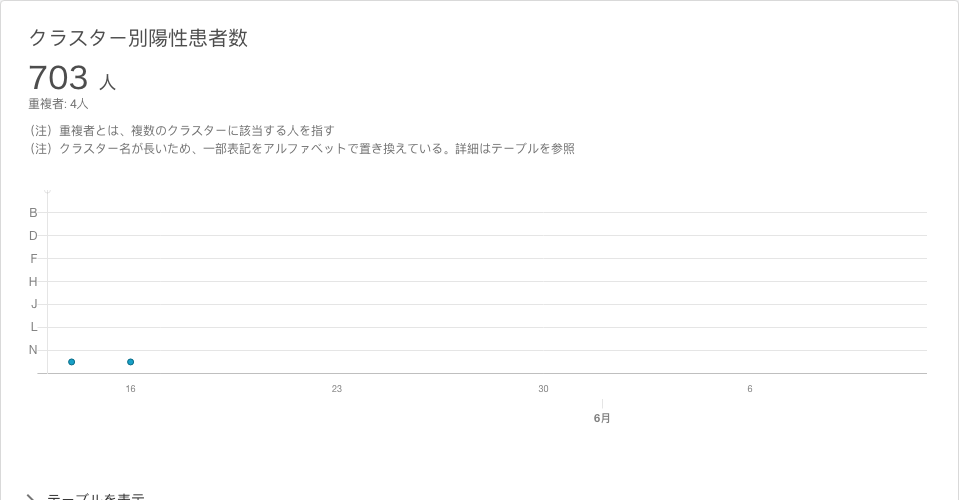 クラスター別陽性患者数
703 人
重複者: 4人
（注）重複者とは、複数のクラスターに該当する人を指す
（注）クラスター名が長いため、一部表記をアルファベットで置き換えている。詳細はテーブルを参照
B
D
F
H
J
L
N
16 23 30 6
6月
テーブルを表示